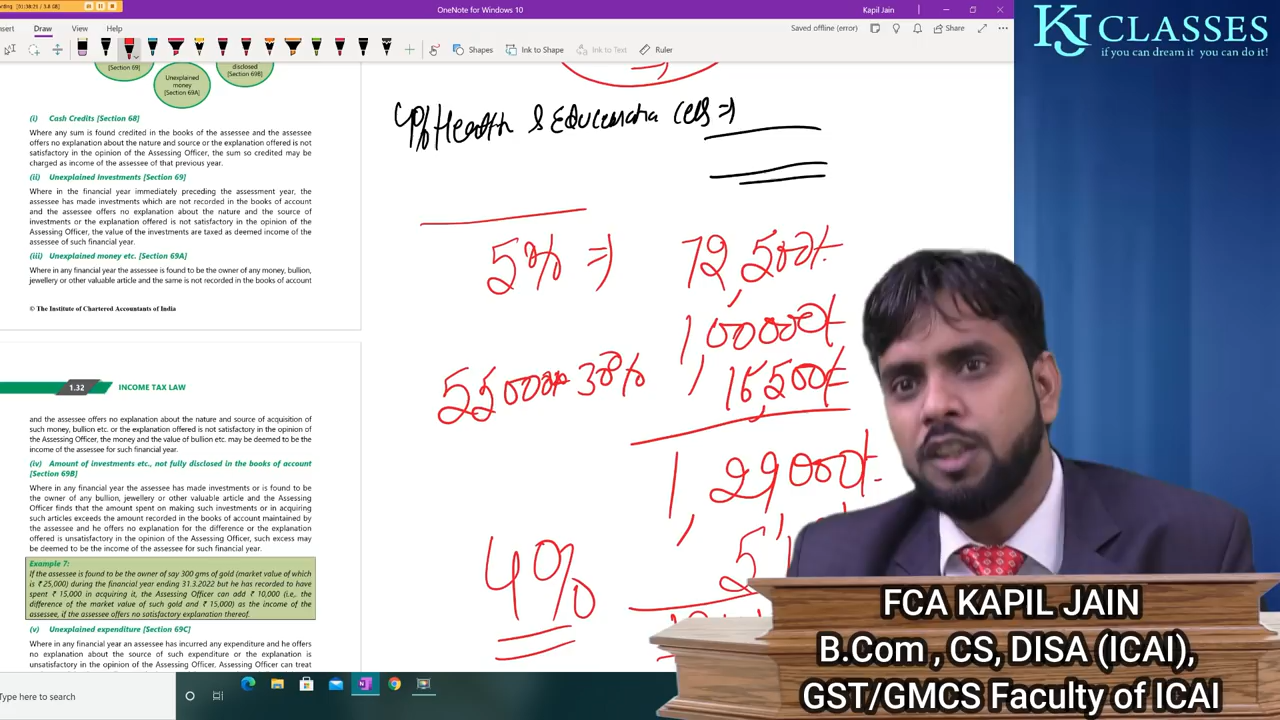 OneNote for Windows 10
Kapil Jain
Insert
Draw
View
Help
Saved offline (error)
Share
Shapes
Ink to Shape
Ink to Text
Ruler
KJ CLASSES
if you can dream it you can do it!
[Section 69]
Unexplained
money
[Section 69A]
disclosed
[Section 69B]
(i) Cash Credits [Section 68]
Where any sum is found credited in the books of the assessee and the assessee
offers no explanation about the nature and source or the explanation offered is not
satisfactory in the opinion of the Assessing Officer, the sum so credited may be
charged as income of the assessee of that previous year.
(ii) Unexplained Investments [Section 69]
Where in the financial year immediately preceding the assessment year, the
assessee has made investments which are not recorded in the books of account
and the assessee offers no explanation about the nature and the source of
investments or the explanation offered is not satisfactory in the opinion of the
Assessing Officer, the value of the investments are taxed as deemed income of the
assessee of such financial year.
(iii) Unexplained money etc. [Section 69A]
Where in any financial year the assessee is found to be the owner of any money, bullion,
jewellery or other valuable article and the same is not recorded in the books of account
© The Institute of Chartered Accountants of India
1.32 INCOME TAX LAW
and the assessee offers no explanation about the nature and source of acquisition of
such money, bullion etc. or the explanation offered is not satisfactory in the opinion of
the Assessing Officer, the money and the value of bullion etc. may be deemed to be the
income of the assessee for such financial year.
(iv) Amount of investments etc., not fully disclosed in the books of account
[Section 69B]
Where in any financial year the assessee has made investments or is found to be
the owner of any bullion, jewellery or other valuable article and the Assessing
Officer finds that the amount spent on making such investments or in acquiring
such articles exceeds the amount recorded in the books of account maintained by
the assessee and he offers no explanation for the difference or the explanation
offered is unsatisfactory in the opinion of the Assessing Officer, such excess may
be deemed to be the income of the assessee for such financial year.
Example 7:
If the assessee is found to be the owner of say 300 gms of gold (market value of which
is ₹ 25,000) during the financial year ending 31.3.2022 but he has recorded to have
spent ₹ 15,000 in acquiring it, the Assessing Officer can add ₹ 10,000 (i.e., the
difference of the market value of such gold and ₹ 15,000) as the income of the
assessee, if the assessee offers no satisfactory explanation thereof.
(v) Unexplained expenditure [Section 69C]
Where in any financial year an assessee has incurred any expenditure and he offers
no explanation about the source of such expenditure or the explanation is
unsatisfactory in the opinion of the Assessing Officer, Assessing Officer can treat
4% Health & Education Cess ⇒
5% ⇒ 12,500/-
1,00000/-
55000 × 30% 16,500/-
1,29000/-
4% 5,1
Type here to search
FCA KAPIL JAIN
B.Com , CS, DISA (ICAI),
GST/GMCS Faculty of ICAI